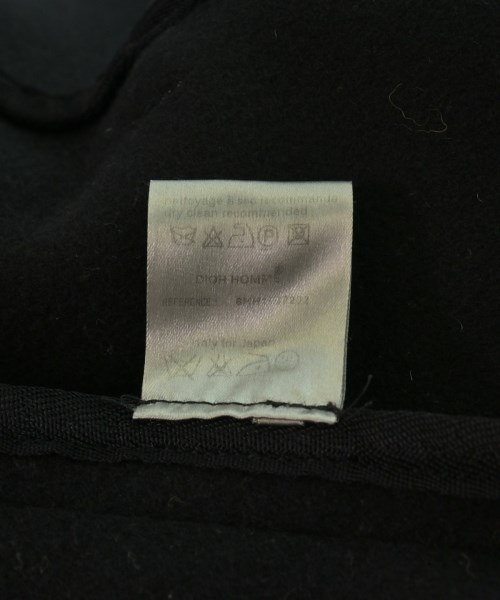 nettoyage à sec recommandé
dry clean recommended
DIOR HOMME
REFERENCE:
only for Japan